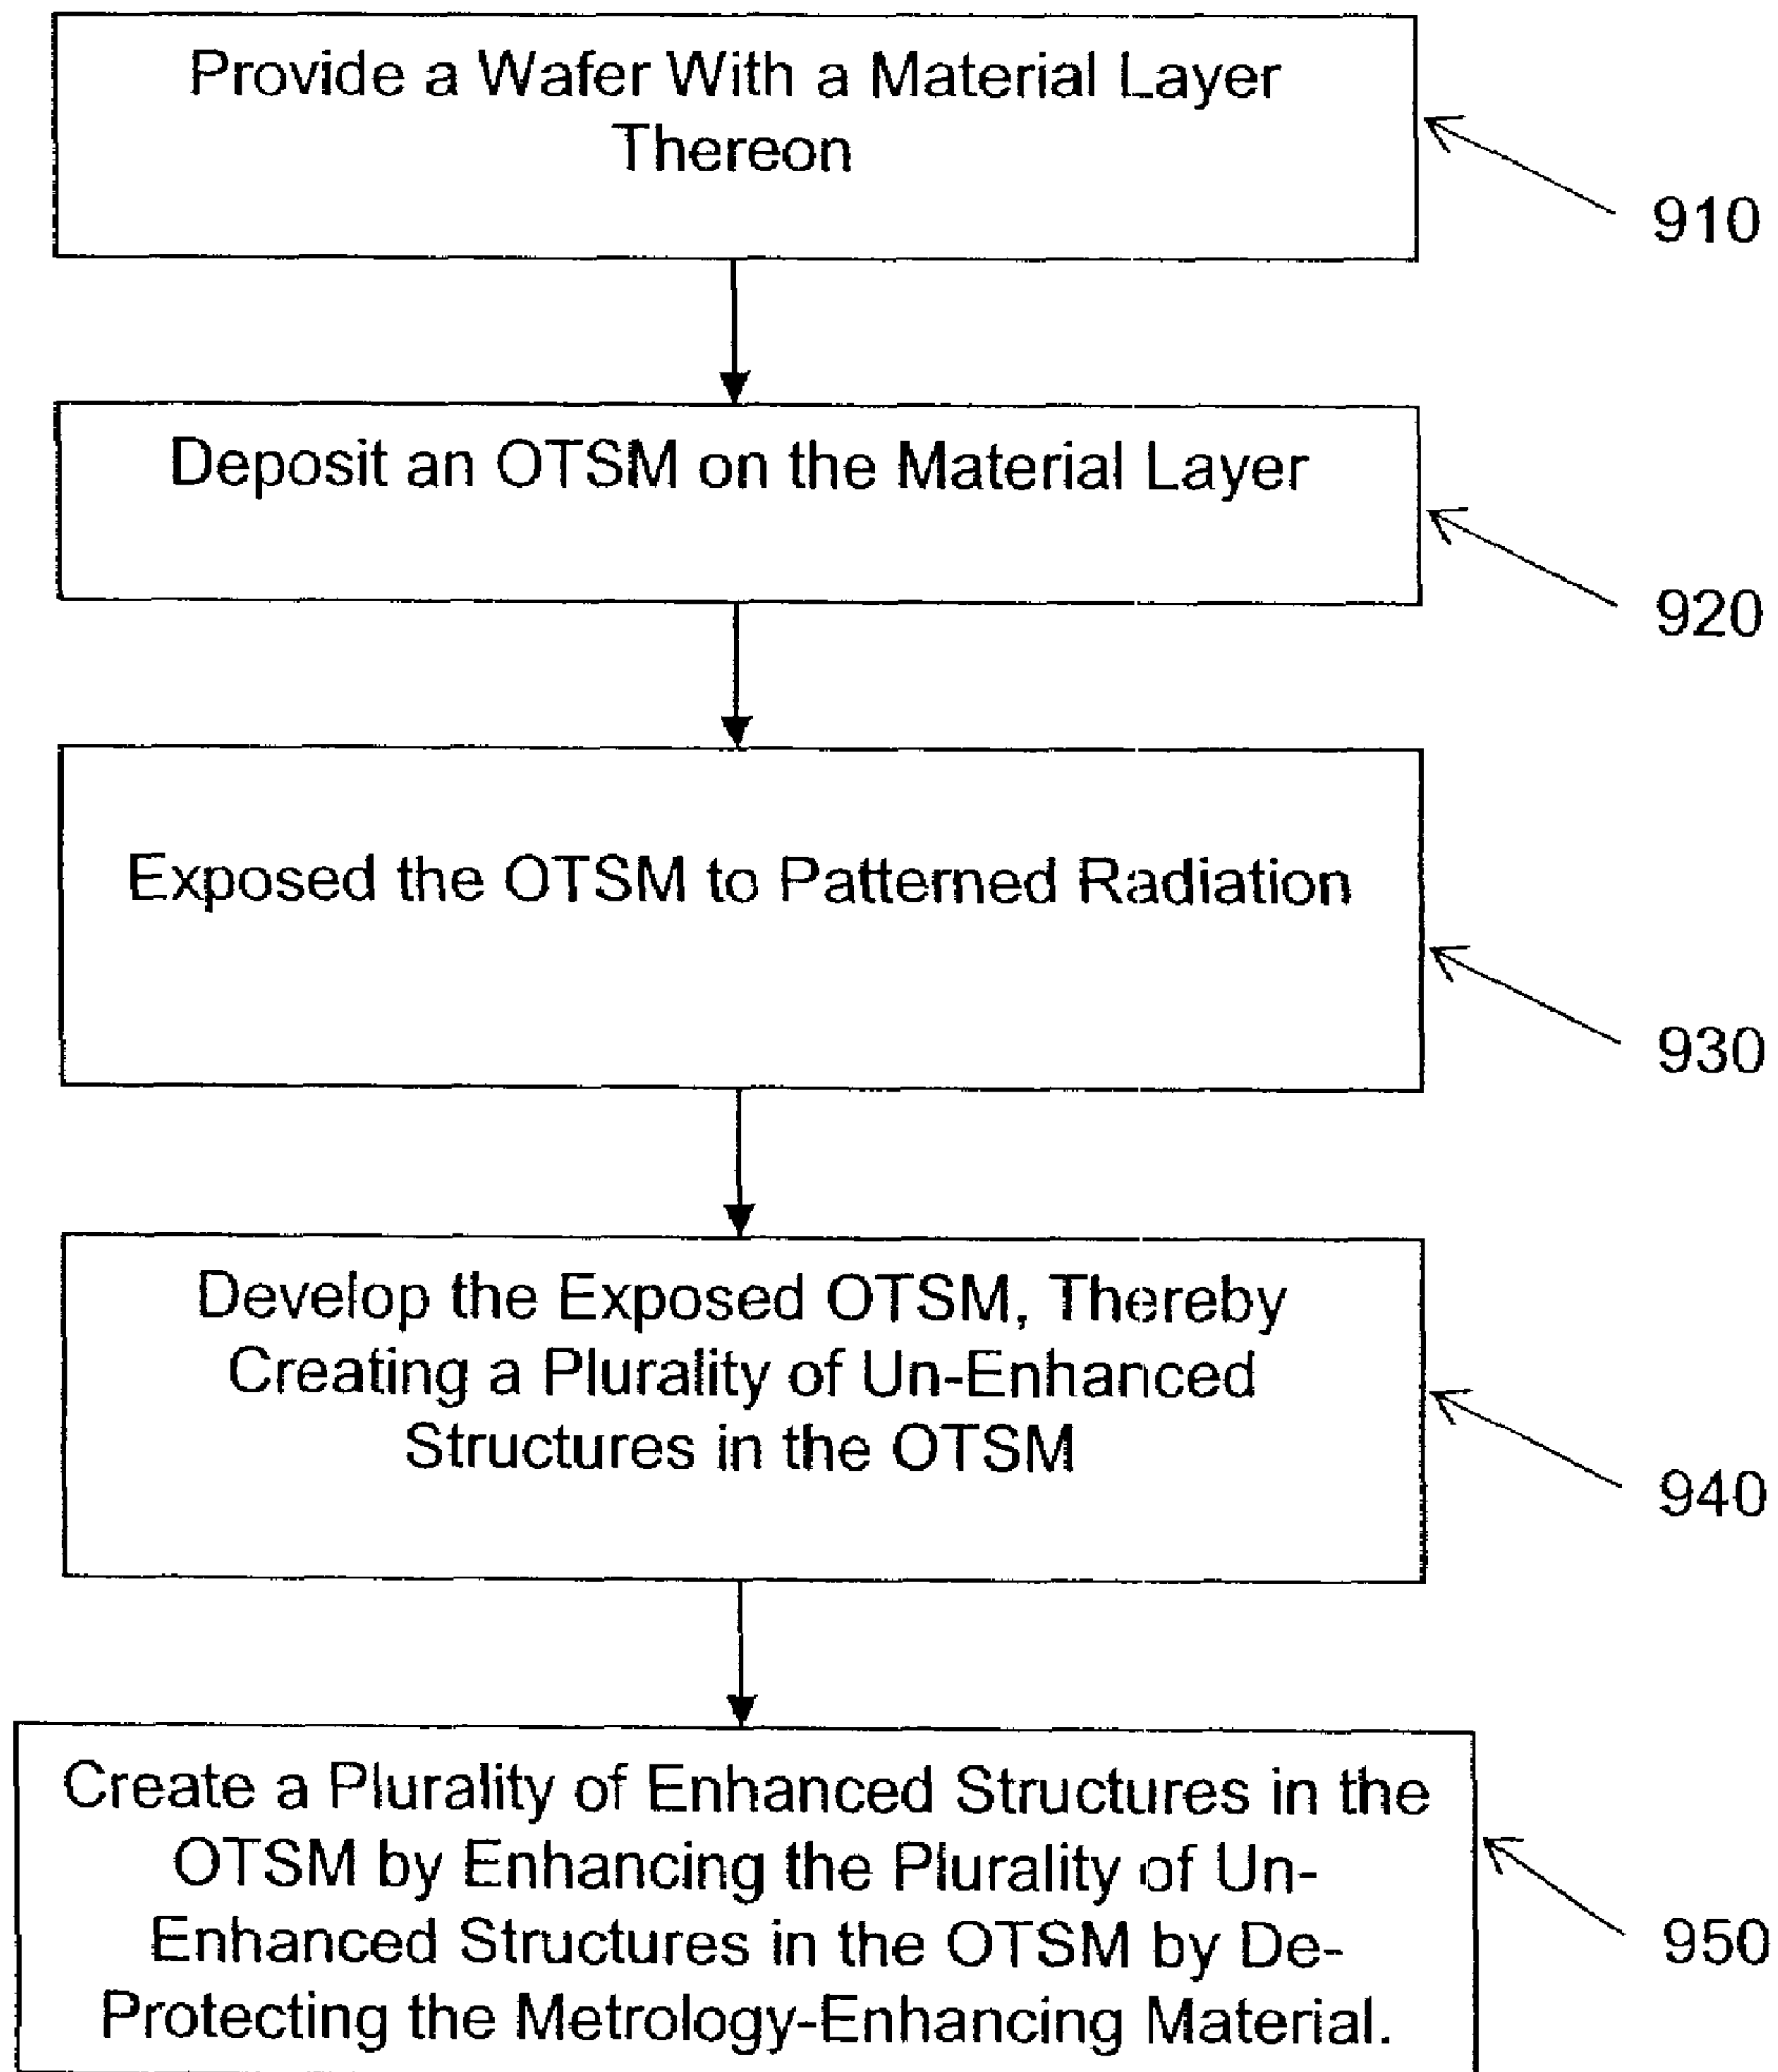 Provide a Wafer With a Material Layer
Thereon
910
Deposit an OTSM on the Material Layer
920
Exposed the OTSM to Patterned Radiation
930
Develop the Exposed OTSM, Thereby
Creating a Plurality of Un-Enhanced
Structures in the OTSM
940
Create a Plurality of Enhanced Structures in the
OTSM by Enhancing the Plurality of Un-
Enhanced Structures in the OTSM by De-
Protecting the Metrology-Enhancing Material.
950